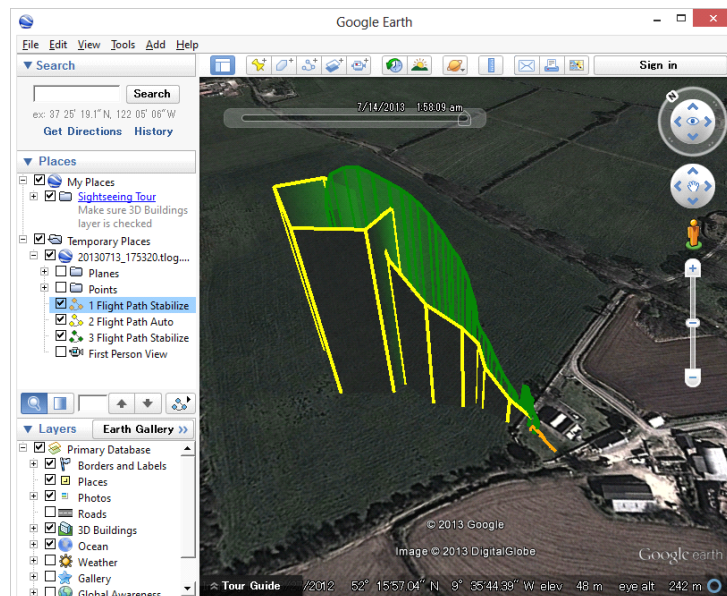 Google Earth
File Edit View Tools Add Help
▼ Search
Search
ex: 37 25' 19.1" N, 122 05' 06" W
Get Directions History
▼ Places
My Places
Sightseeing Tour
Make sure 3D Buildings
layer is checked
Temporary Places
20130713_175320.tlog....
Planes
Points
1 Flight Path Stabilize
2 Flight Path Auto
3 Flight Path Stabilize
First Person View
▼ Layers
Earth Gallery >>
Primary Database
Borders and Labels
Places
Photos
Roads
3D Buildings
Ocean
Weather
Gallery
Global Awareness
Sign in
7/14/2013 1:58:09 am
N
© 2013 Google
Image © 2013 DigitalGlobe
Google earth
Tour Guide
/2012 52° 15'57.04" N 9° 35'44.39" W elev 48 m eye alt 242 m